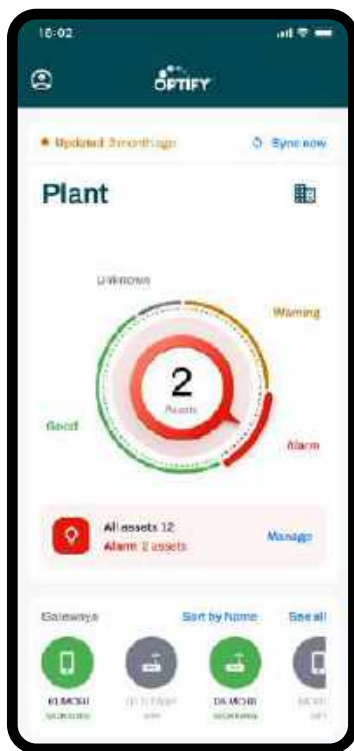 16:02
OPTIFY
Updated month ago
Sync now
Plant
Unknown
Warning
2
Assets
Good
Alarm
All assets 12
Alarm 2 assets
Manage
Gateways
Sort by Name
See all